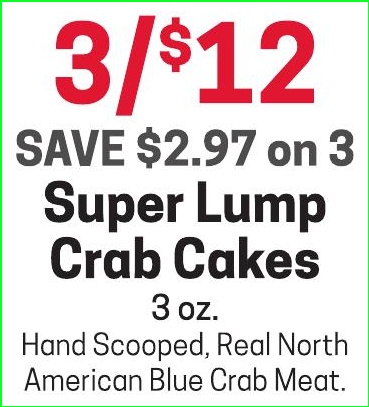 3/$12
SAVE $2.97 on 3
Super Lump
Crab Cakes
3 oz.
Hand Scooped, Real North
American Blue Crab Meat.